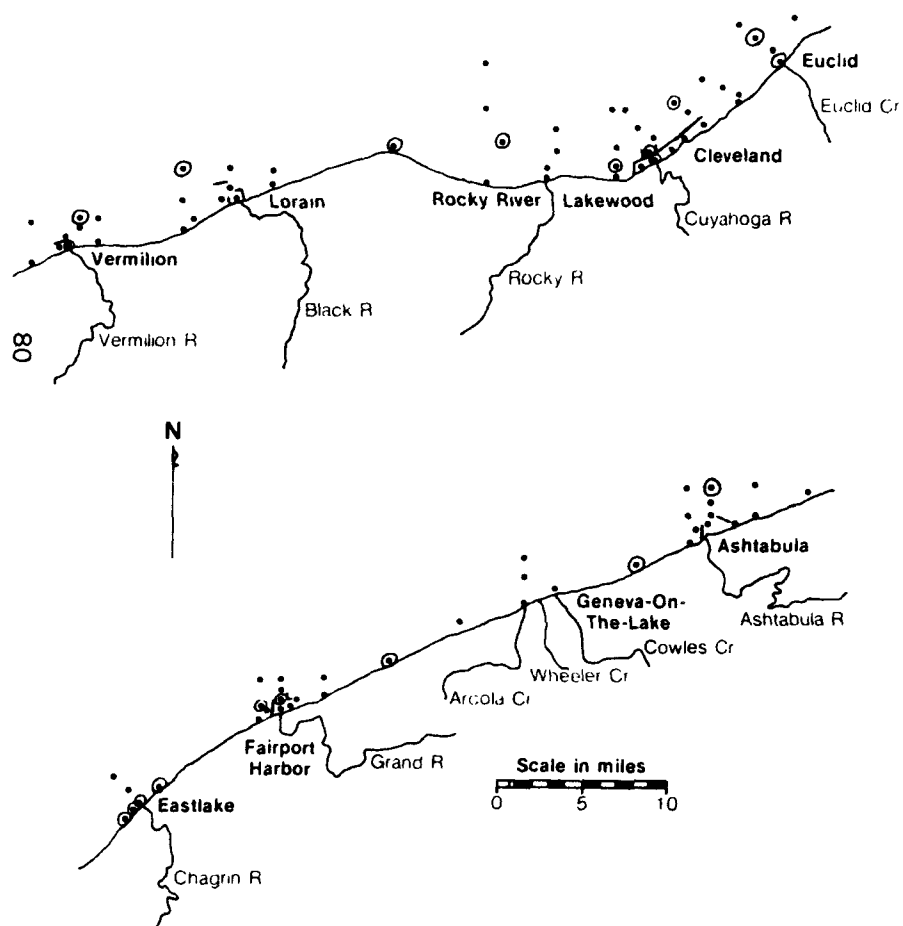 Euclid
Euclid Cr
Cleveland
Rocky River
Lakewood
Lorain
Cuyahoga R
Vermilion
Rocky R
Black R
Vermilion R
80
N
Ashtabula
Geneva-On-
The-Lake
Ashtabula R
Cowles Cr
Wheeler Cr
Arcola Cr
Fairport
Harbor
Grand R
Scale in miles
0 5 10
Eastlake
Chagrin R